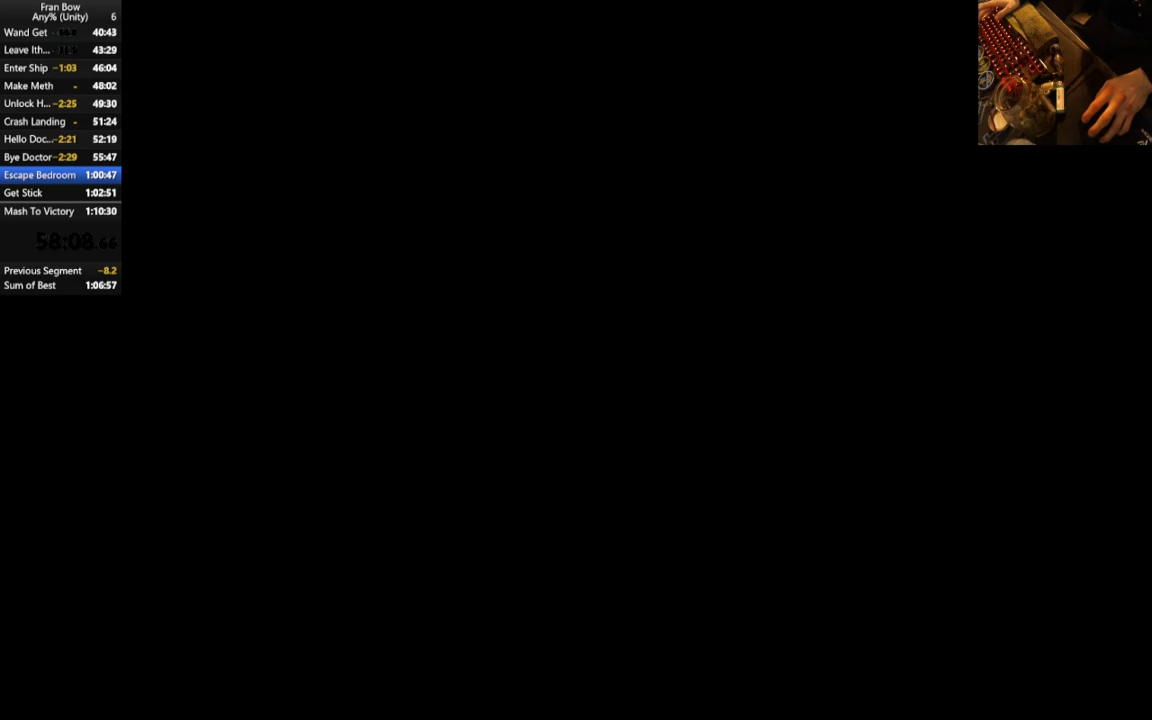 Fran Bow
Any% (Unity) 6
Wand Get 40:43
Leave Ith... 43:29
Enter Ship −1:03 46:04
Make Meth - 48:02
Unlock H... −2:25 49:30
Crash Landing - 51:24
Hello Doc... −2:21 52:19
Bye Doctor −2:29 55:47
Escape Bedroom 1:00:47
Get Stick 1:02:51
Mash To Victory 1:10:30
58:08.66
Previous Segment −8.2
Sum of Best 1:06:57